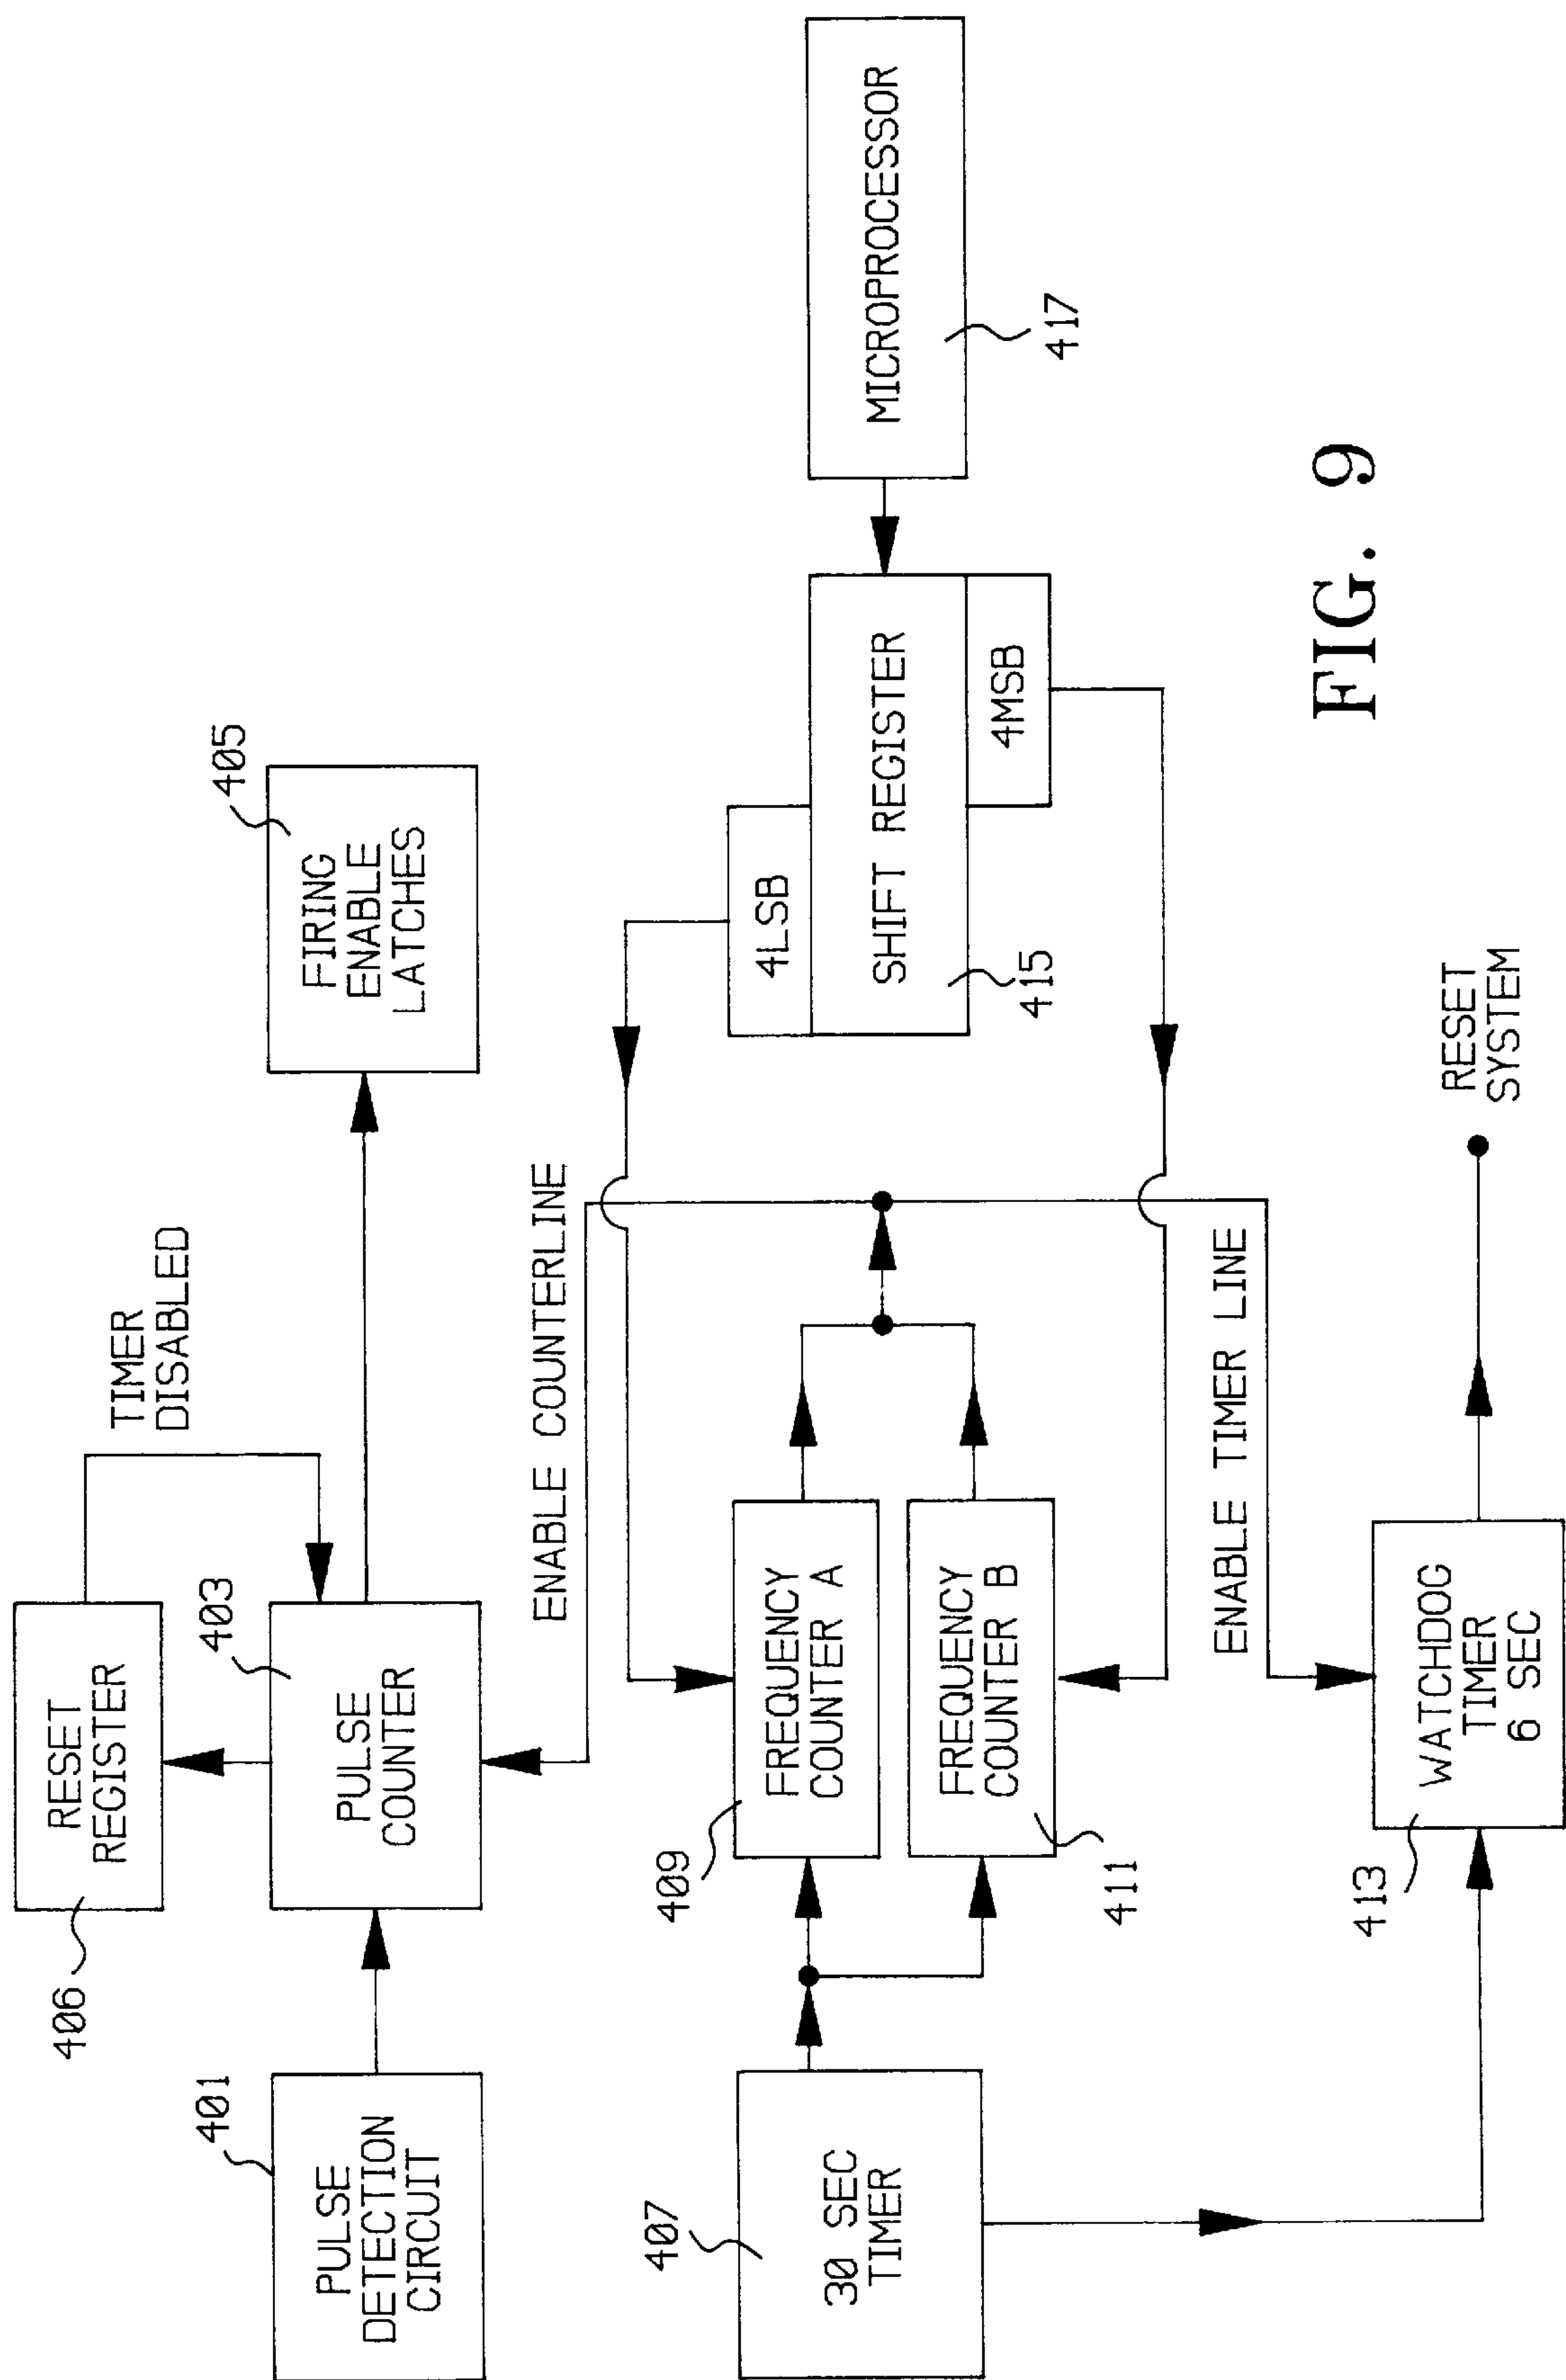 406
RESET
REGISTER
TIMER
DISABLED
401
PULSE
DETECTION
CIRCUIT
403
PULSE
COUNTER
405
FIRING
ENABLE
LATCHES
ENABLE COUNTERLINE
407
30 SEC
TIMER
409
FREQUENCY
COUNTER A
411
FREQUENCY
COUNTER B
4LSB
SHIFT REGISTER
4MSB
415
MICROPROCESSOR
417
ENABLE TIMER LINE
413
WATCHDOG
TIMER
6 SEC
RESET
SYSTEM
FIG. 9